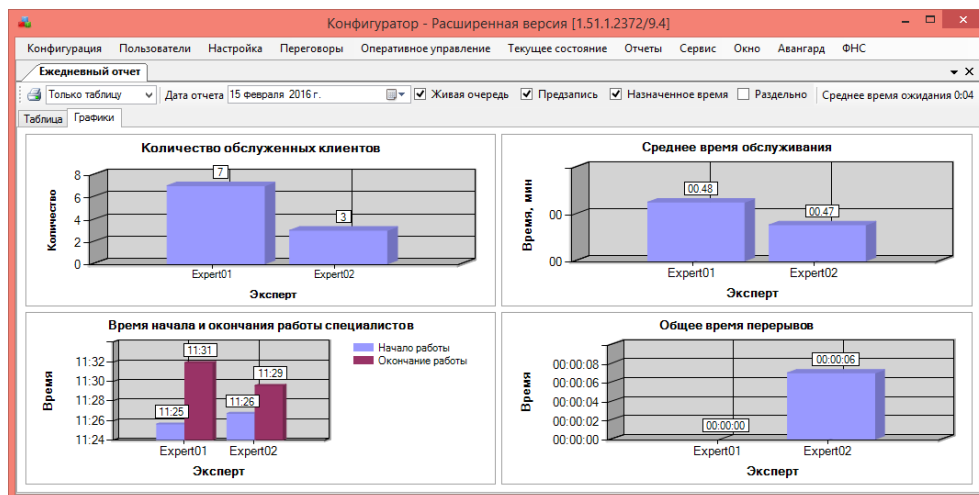 Конфигуратор - Расширенная версия [1.51.1.2372/9.4]
Конфигурация Пользователи Настройка Переговоры Оперативное управление Текущее состояние Отчеты Сервис Окно Авангард ФНС
Ежедневный отчет
Только таблицу Дата отчета 15 февраля 2016 г. Живая очередь Предзапись Назначенное время Раздельно Среднее время ожидания 0:04
Таблица Графики
Количество обслуженных клиентов
Количество
8
6
4
2
0
7
3
Expert01 Expert02
Эксперт
Среднее время обслуживания
Время, мин
00
00
00.48
00.47
Expert01 Expert02
Эксперт
Время начала и окончания работы специалистов
Время
11:32
11:30
11:28
11:26
11:24
11:25
11:31
11:26
11:29
Начало работы
Окончание работы
Expert01 Expert02
Эксперт
Общее время перерывов
Время
00:00:08
00:00:06
00:00:04
00:00:02
00:00:00
00:00:00
00:00:06
Expert01 Expert02
Эксперт